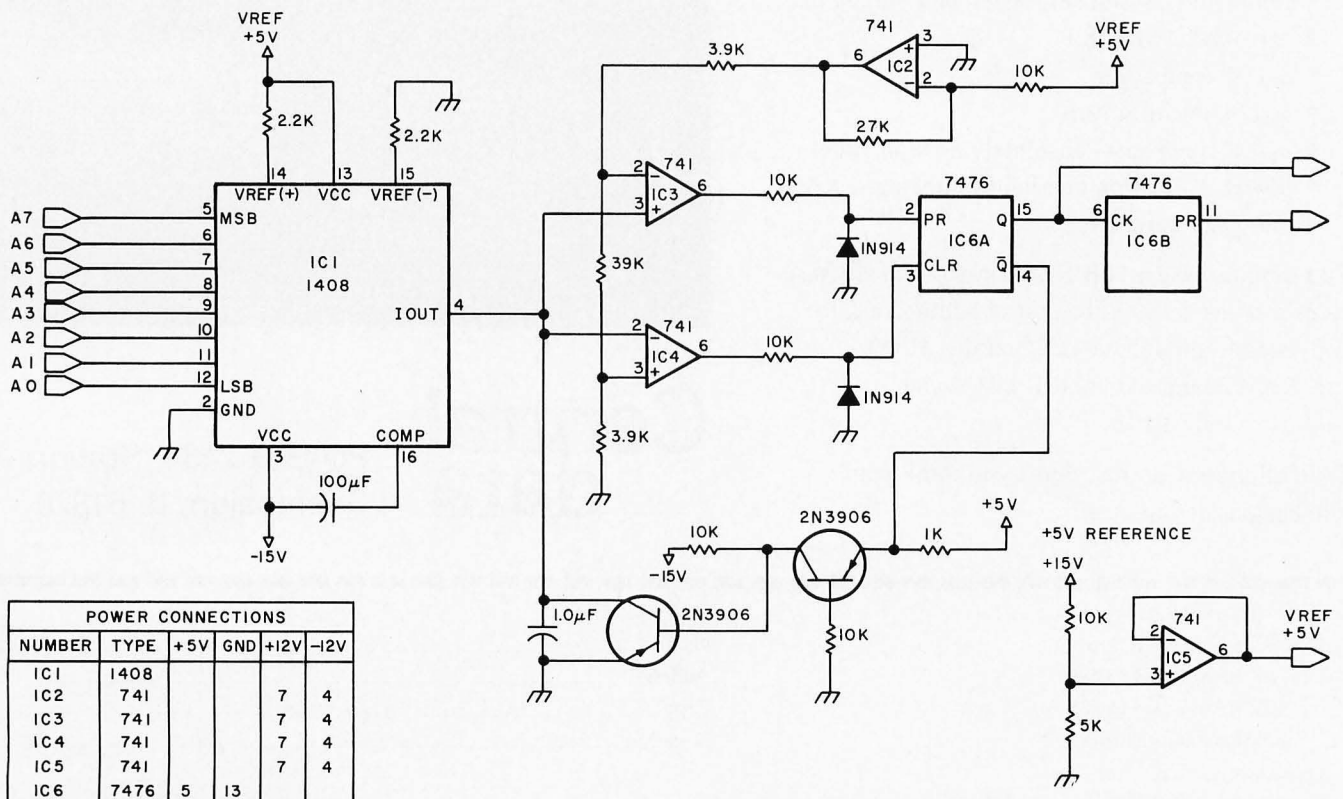 VREF
+5V
2.2K
2.2K
14
13
15
VREF(+)
VCC
VREF(-)
A7
5
MSB
A6
6
A5
7
A4
8
A3
9
A2
10
A1
11
A0
12
LSB
2
GND
IC1
1408
IOUT
4
VCC
COMP
3
16
100µF
-15V
3.9K
741
6
3
+
IC2
-
2
27K
10K
VREF
+5V
741
2
-
IC3
3
+
6
10K
39K
741
2
-
IC4
3
+
6
10K
3.9K
1N914
1N914
7476
2
PR
Q
15
IC6A
CLR
3
Q
14
7476
6
CK
PR
11
IC6B
1.0µF
2N3906
-15V
10K
2N3906
10K
1K
+5V
+5V REFERENCE
+15V
10K
741
2
-
IC5
3
+
6
5K
VREF
+5V
POWER CONNECTIONS
NUMBER TYPE +5V GND +12V -12V
IC1 1408
IC2 741 7 4
IC3 741 7 4
IC4 741 7 4
IC5 741 7 4
IC6 7476 5 13